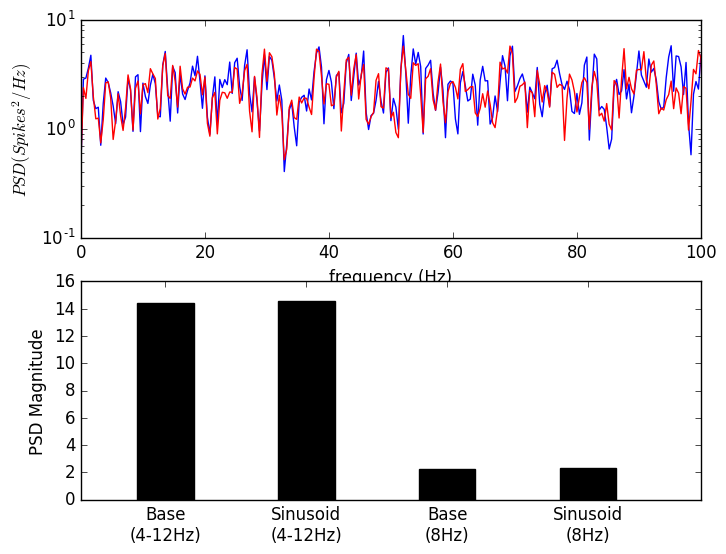 10^1
10^0
10^-1
PSD(Spikes^2/Hz)
0 20 40 60 80 100
frequency (Hz)
16
14
12
10
8
6
4
2
0
PSD Magnitude
Base Sinusoid Base Sinusoid
(4-12Hz) (4-12Hz) (8Hz) (8Hz)